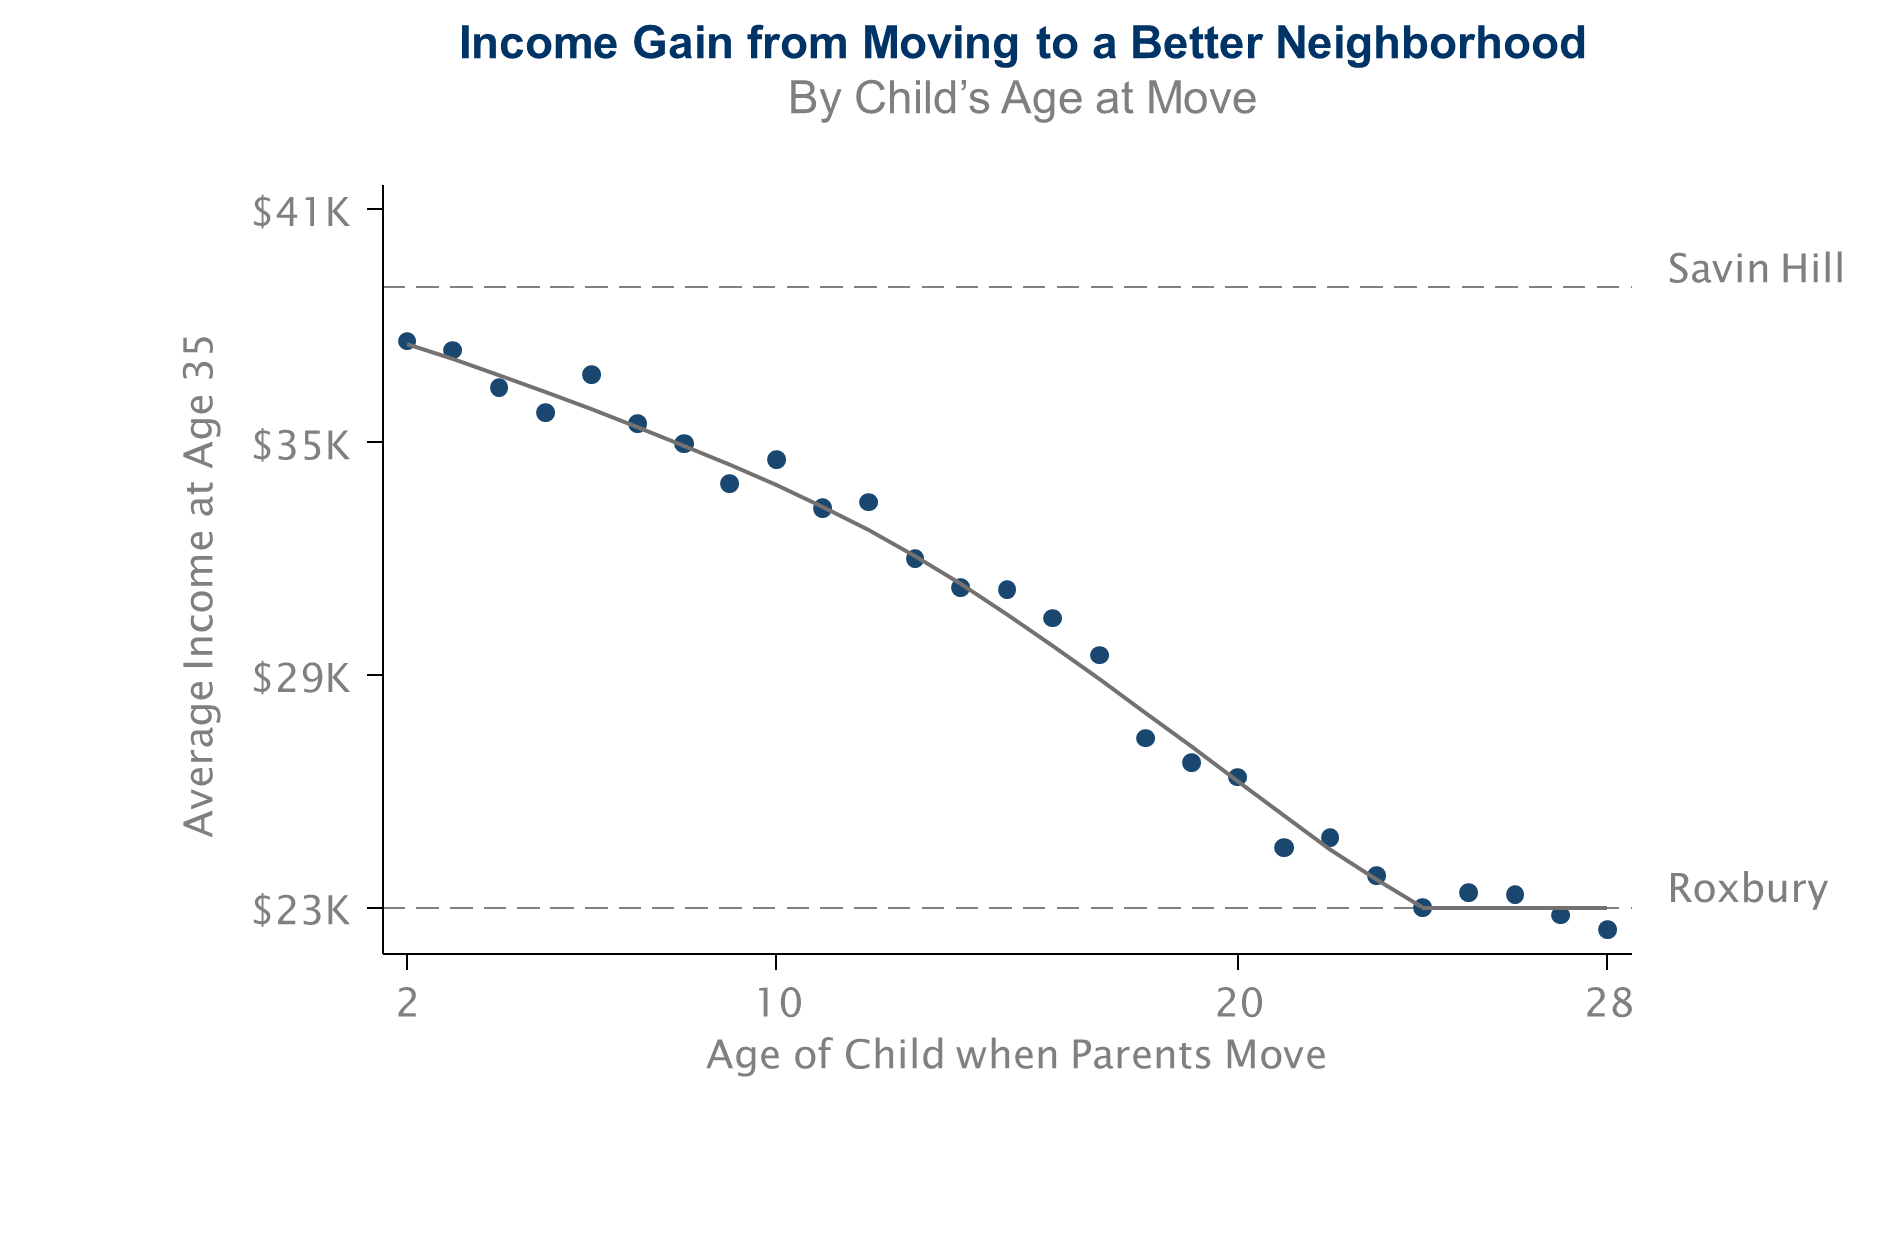 Income Gain from Moving to a Better Neighborhood
By Child’s Age at Move
$41K
Savin Hill
Average Income at Age 35
$35K
$29K
$23K
Roxbury
2 10 20 28
Age of Child when Parents Move